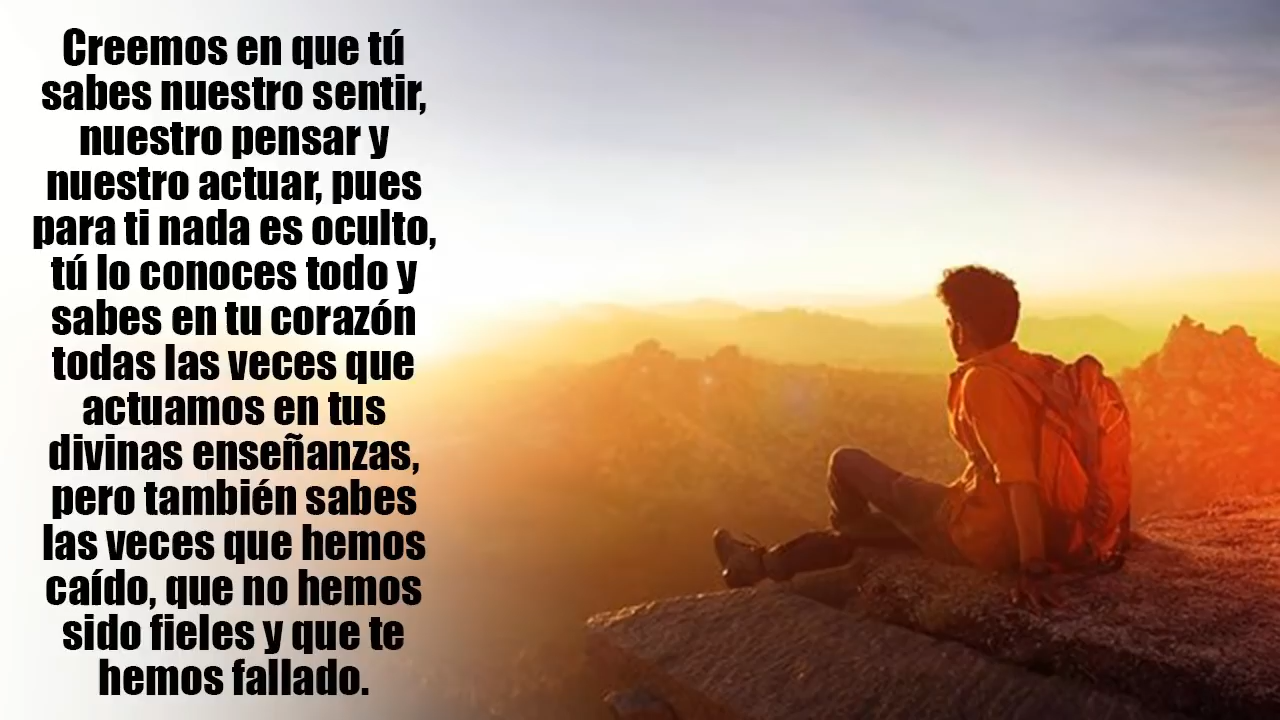 Creemos en que tú
sabes nuestro sentir,
nuestro pensar y
nuestro actuar, pues
para ti nada es oculto,
tú lo conoces todo y
sabes en tu corazón
todas las veces que
actuamos en tus
divinas enseñanzas,
pero también sabes
las veces que hemos
caído, que no hemos
sido fieles y que te
hemos fallado.